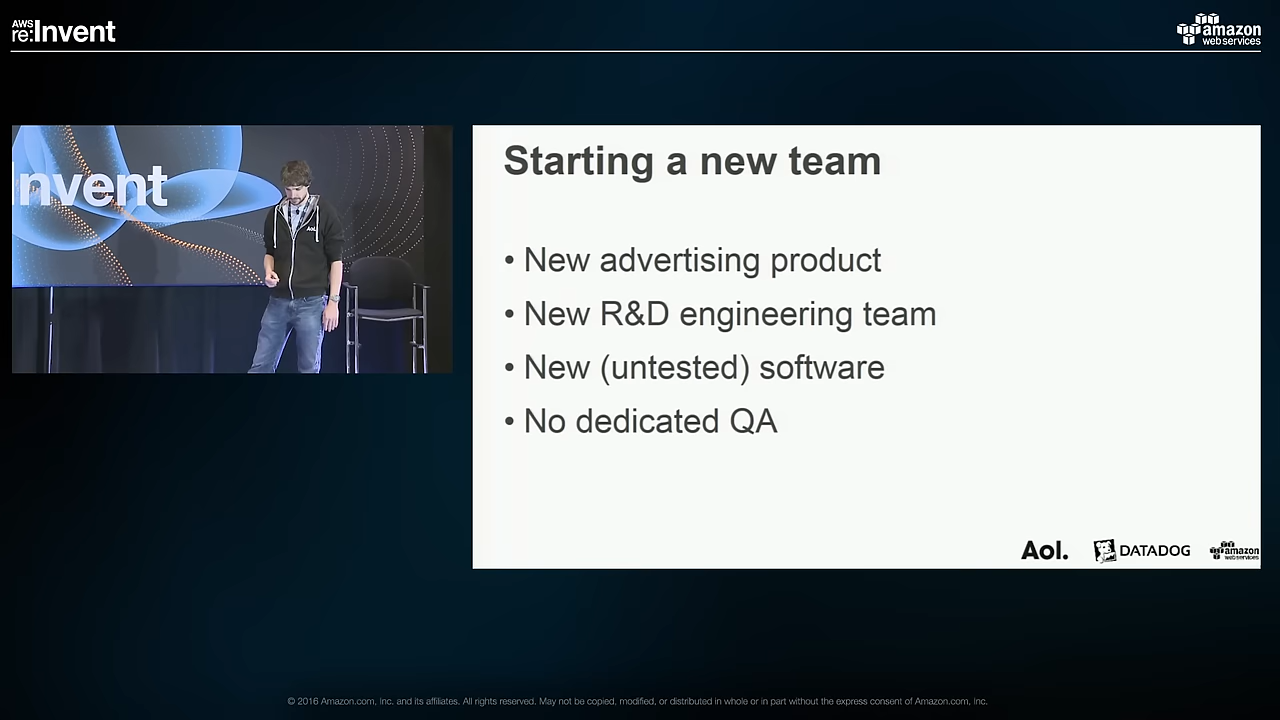 AWS
re:Invent
amazon
web services
nvent
Aol.
Starting a new team
• New advertising product
• New R&D engineering team
• New (untested) software
• No dedicated QA
Aol.
DATADOG
amazon
web services
© 2016 Amazon.com, Inc. and its affiliates. All rights reserved. May not be copied, modified, or distributed in whole or in part without the express consent of Amazon.com, Inc.